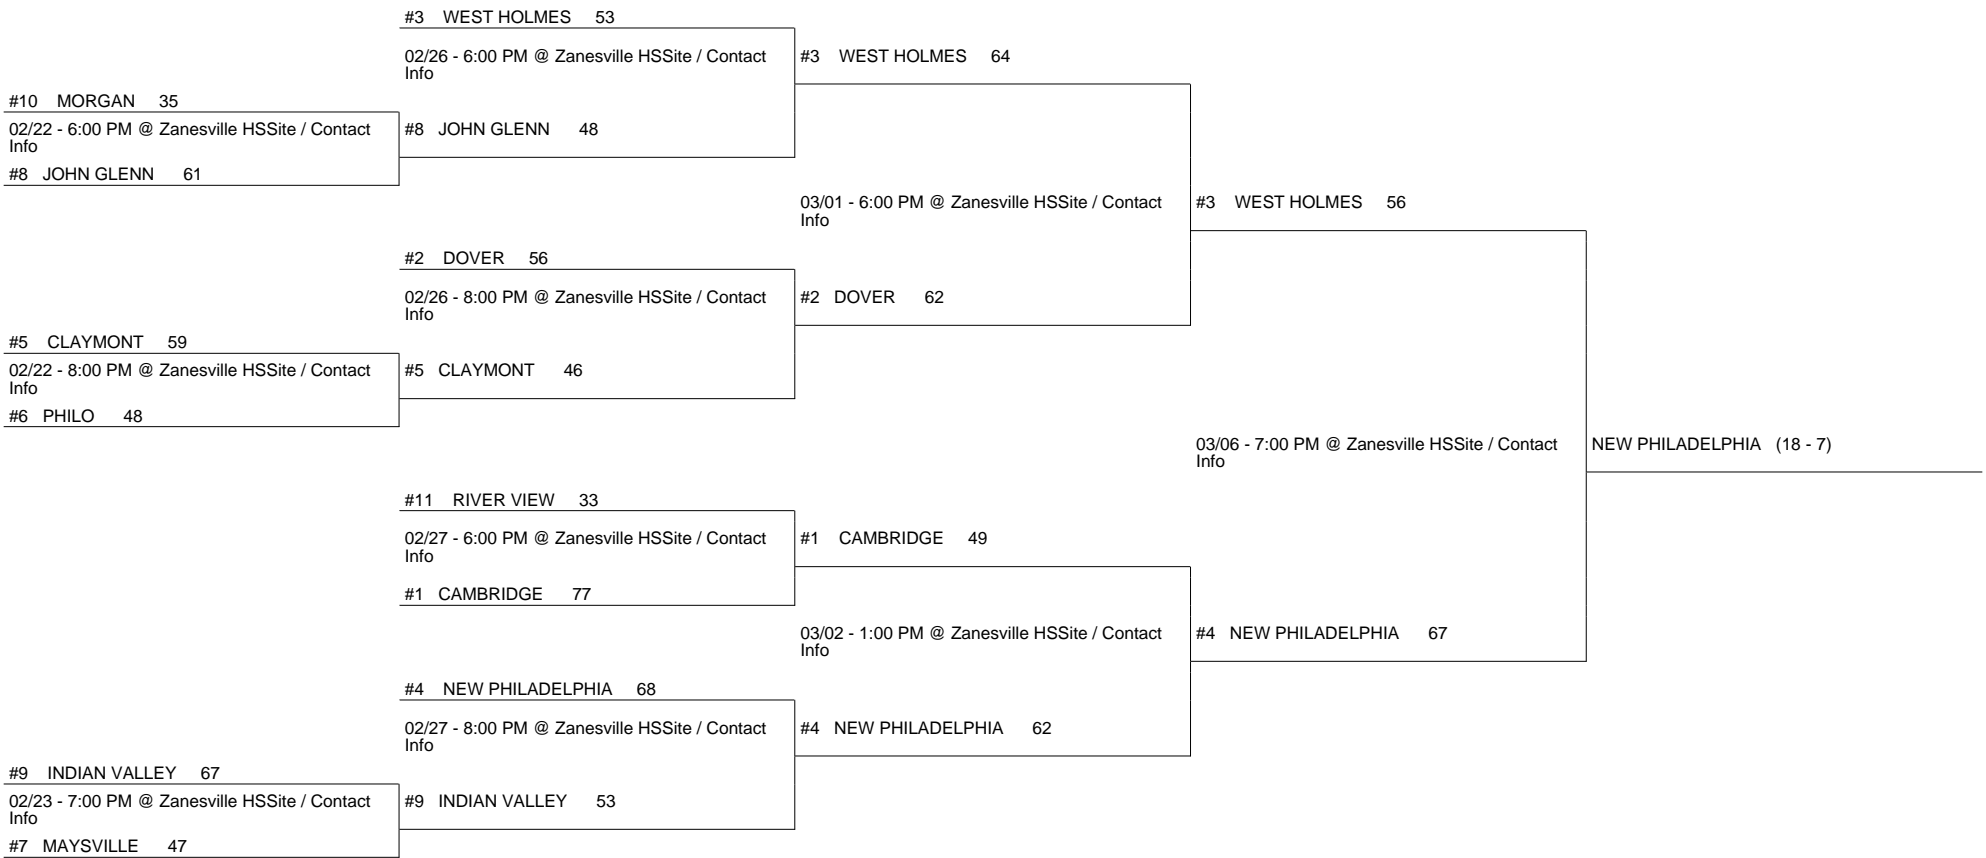 #3 WEST HOLMES 53
02/26 - 6:00 PM @ Zanesville HSSite / Contact
Info
#3 WEST HOLMES 64
#10 MORGAN 35
02/22 - 6:00 PM @ Zanesville HSSite / Contact
Info
#8 JOHN GLENN 48
#8 JOHN GLENN 61
03/01 - 6:00 PM @ Zanesville HSSite / Contact
Info
#3 WEST HOLMES 56
#2 DOVER 56
02/26 - 8:00 PM @ Zanesville HSSite / Contact
Info
#2 DOVER 62
#5 CLAYMONT 59
02/22 - 8:00 PM @ Zanesville HSSite / Contact
Info
#5 CLAYMONT 46
#6 PHILO 48
03/06 - 7:00 PM @ Zanesville HSSite / Contact
Info
NEW PHILADELPHIA (18 - 7)
#11 RIVER VIEW 33
02/27 - 6:00 PM @ Zanesville HSSite / Contact
Info
#1 CAMBRIDGE 49
#1 CAMBRIDGE 77
03/02 - 1:00 PM @ Zanesville HSSite / Contact
Info
#4 NEW PHILADELPHIA 67
#4 NEW PHILADELPHIA 68
02/27 - 8:00 PM @ Zanesville HSSite / Contact
Info
#4 NEW PHILADELPHIA 62
#9 INDIAN VALLEY 67
02/23 - 7:00 PM @ Zanesville HSSite / Contact
Info
#9 INDIAN VALLEY 53
#7 MAYSVILLE 47